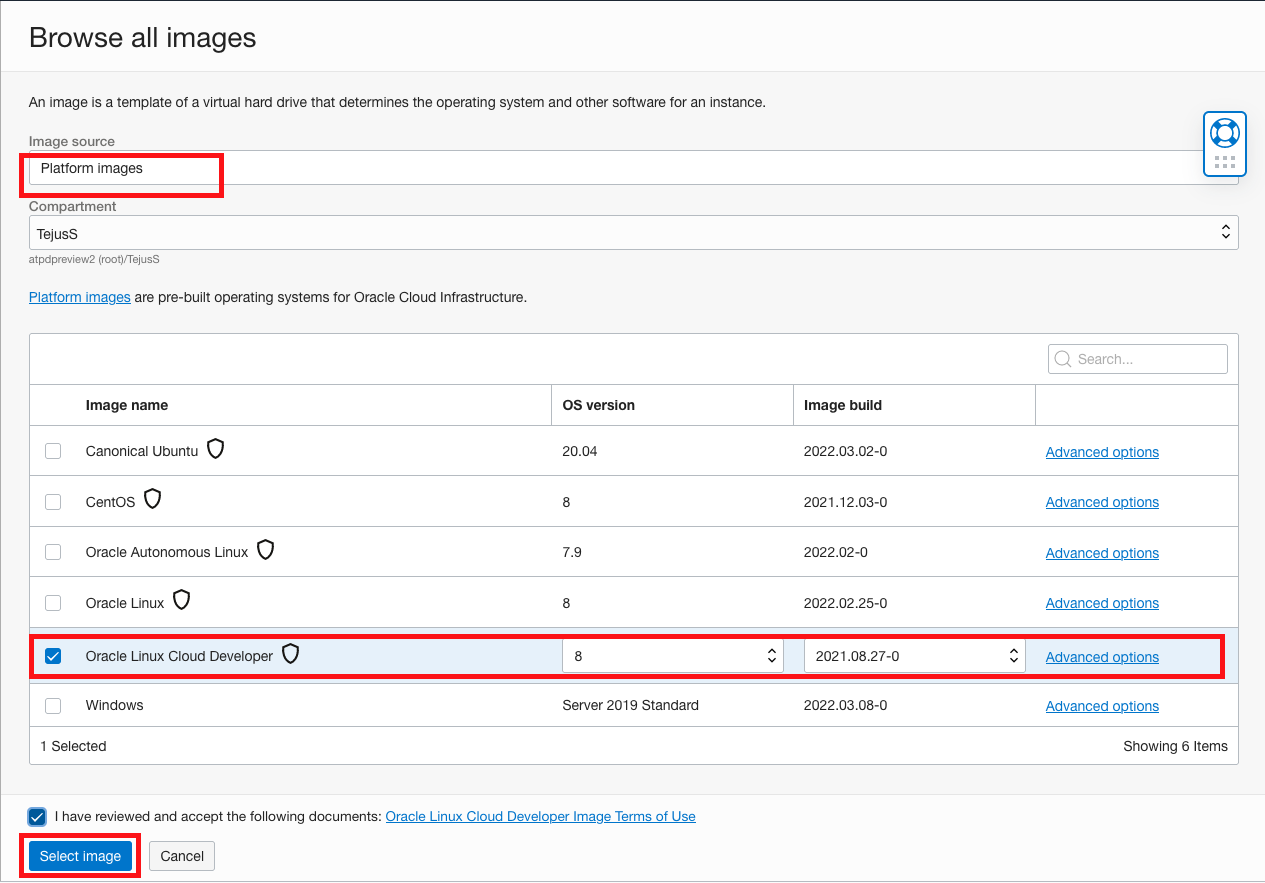 Browse all images
An image is a template of a virtual hard drive that determines the operating system and other software for an instance.
Image source
Platform images
Compartment
TejusS
atpdpreview2 (root)/TejusS
Platform images are pre-built operating systems for Oracle Cloud Infrastructure.
Search...
Image name OS version Image build
Canonical Ubuntu 20.04 2022.03.02-0 Advanced options
CentOS 8 2021.12.03-0 Advanced options
Oracle Autonomous Linux 7.9 2022.02-0 Advanced options
Oracle Linux 8 2022.02.25-0 Advanced options
Oracle Linux Cloud Developer 8 2021.08.27-0 Advanced options
Windows Server 2019 Standard 2022.03.08-0 Advanced options
1 Selected Showing 6 Items
I have reviewed and accept the following documents: Oracle Linux Cloud Developer Image Terms of Use
Select image Cancel